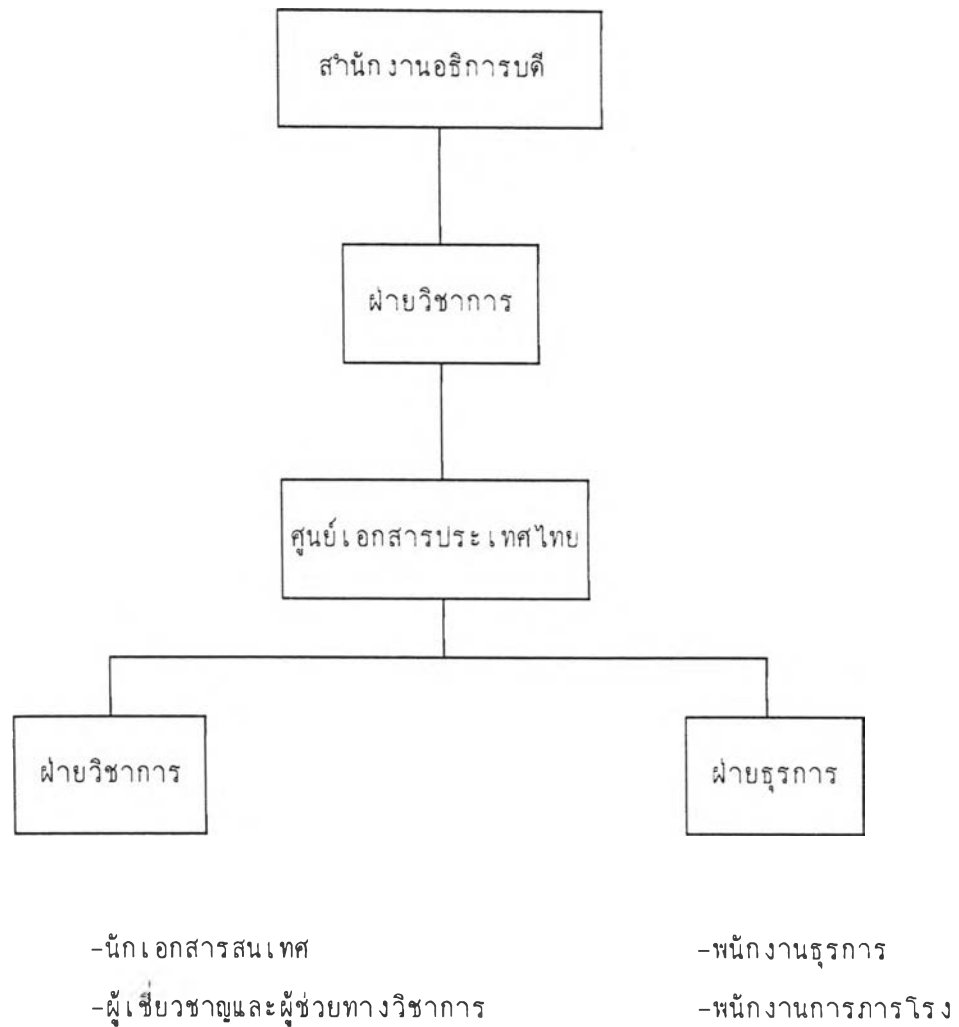 สำนักงานอธิการบดี
ฝ่ายวิชาการ
ศูนย์เอกสารประเทศไทย
ฝ่ายวิชาการ
ฝ่ายธุรการ
-นักเอกสารสนเทศ
-พนักงานธุรการ
-ผู้เชี่ยวชาญและผู้ช่วยทางวิชาการ
-พนักงานการภารโรง